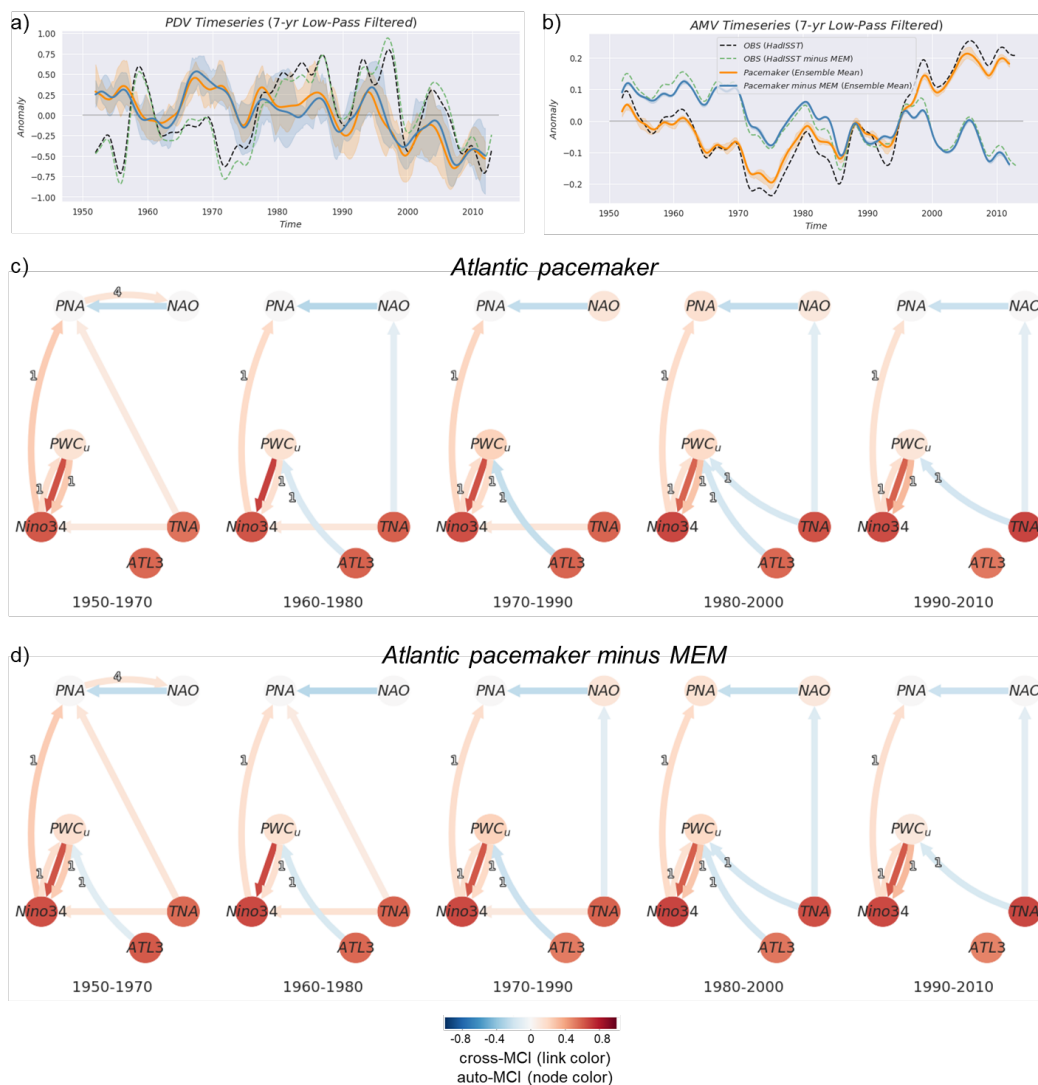 a)
PDV Timeseries (7-yr Low-Pass Filtered)
1.00
0.75
0.50
0.25
0.00
−0.25
−0.50
−0.75
−1.00
Anomaly
1950 1960 1970 1980 1990 2000 2010
Time
b)
AMV Timeseries (7-yr Low-Pass Filtered)
OBS (HadISST)
OBS (HadISST minus MEM)
Pacemaker (Ensemble Mean)
Pacemaker minus MEM (Ensemble Mean)
0.2
0.1
0.0
−0.1
−0.2
Anomaly
1950 1960 1970 1980 1990 2000 2010
Time
c)
Atlantic pacemaker
PNA 4 NAO PNA NAO PNA NAO PNA NAO PNA NAO
1 1 1 1 1
PWCu PWCu PWCu PWCu PWCu
1 1 1 1 1 1 1 1 1 1 1 1
Nino34 TNA Nino34 TNA Nino34 TNA Nino34 TNA Nino34 TNA
ATL3 ATL3 ATL3 ATL3 ATL3
1950-1970 1960-1980 1970-1990 1980-2000 1990-2010
d)
Atlantic pacemaker minus MEM
PNA 4 NAO PNA NAO PNA NAO PNA NAO PNA NAO
1 1 1 1 1
PWCu PWCu PWCu PWCu PWCu
1 1 1 1 1 1 1 1 1 1 1 1 1
Nino34 TNA Nino34 TNA Nino34 TNA Nino34 TNA Nino34 TNA
ATL3 ATL3 ATL3 ATL3 ATL3
1950-1970 1960-1980 1970-1990 1980-2000 1990-2010
-0.8 -0.4 0 0.4 0.8
cross-MCI (link color)
auto-MCI (node color)